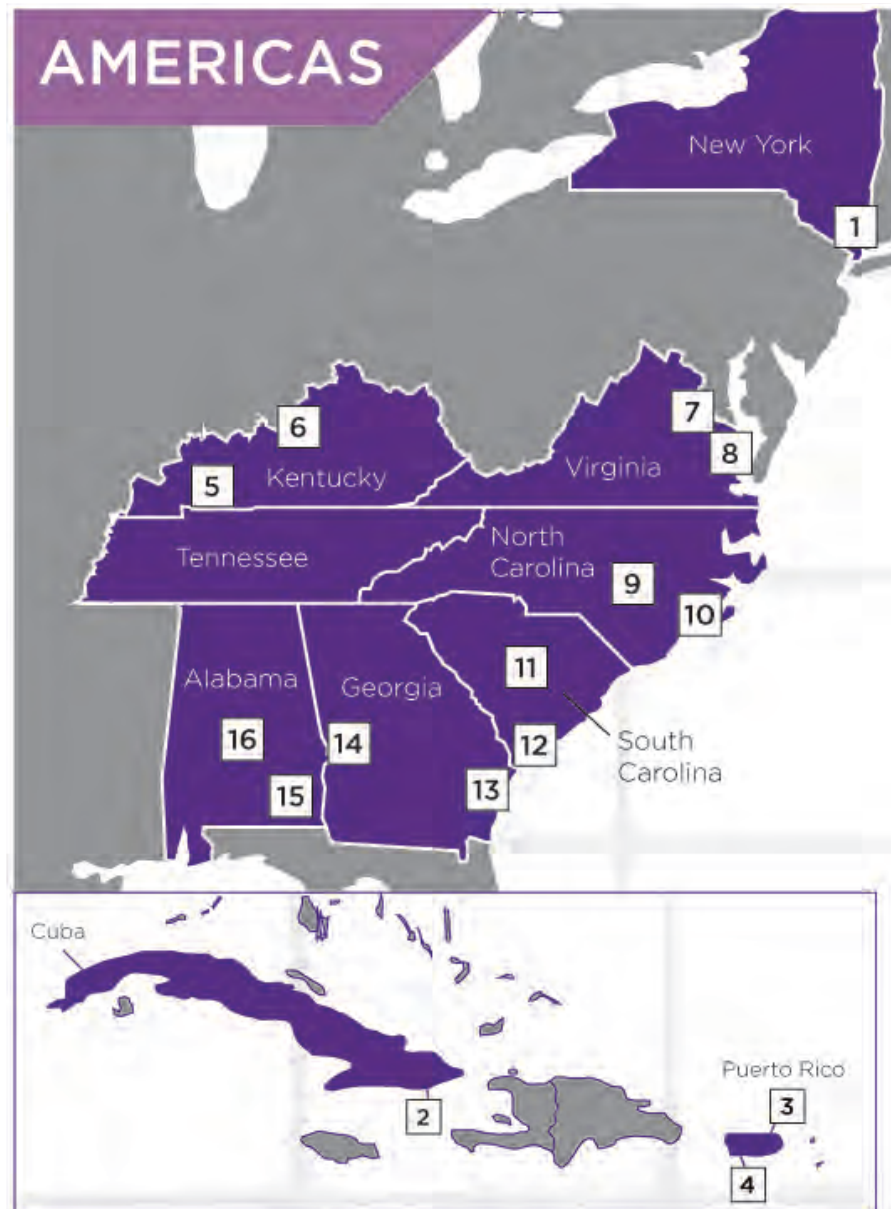 AMERICAS
New York
1
6
7
8
5
Kentucky
Virginia
Tennessee
North
Carolina
9
10
11
Alabama
Georgia
16
14
12
South
Carolina
15
13
Cuba
2
Puerto Rico
3
4